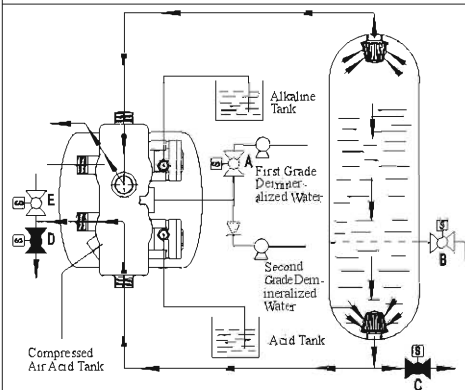 Alkaline
Tank
S
A
First Grade
Deminer-
alized Water
S
E
S
D
S
B
Second
Grade Dem-
ineralized
Water
Acid Tank
Compressed
Air Acid Tank
S
C